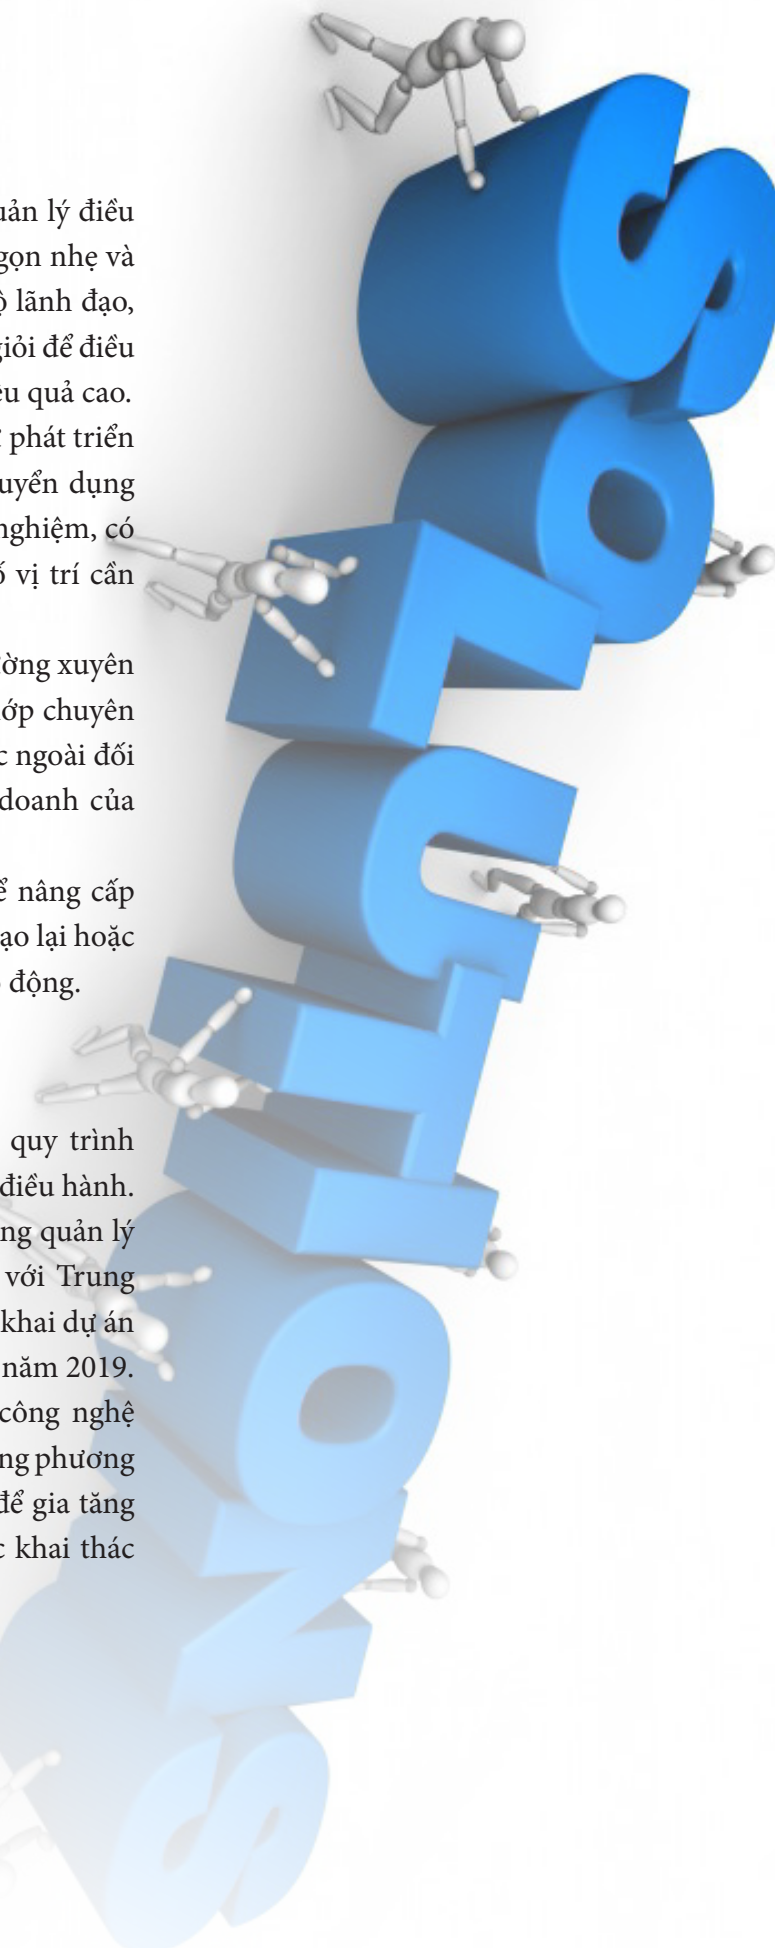 uản lý điều
gọn nhẹ và
ộ lãnh đạo,
giỏi để điều
ệu quả cao.
phát triển
uyển dụng
nghiệm, có
ố vị trí cần
ờng xuyên
lớp chuyên
c ngoài đối
doanh của
ể nâng cấp
ạo lại hoặc
động.
quy trình
điều hành.
ng quản lý
với Trung
khai dự án
năm 2019.
công nghệ
ng phương
để gia tăng
c khai thác
SOLUTIONS